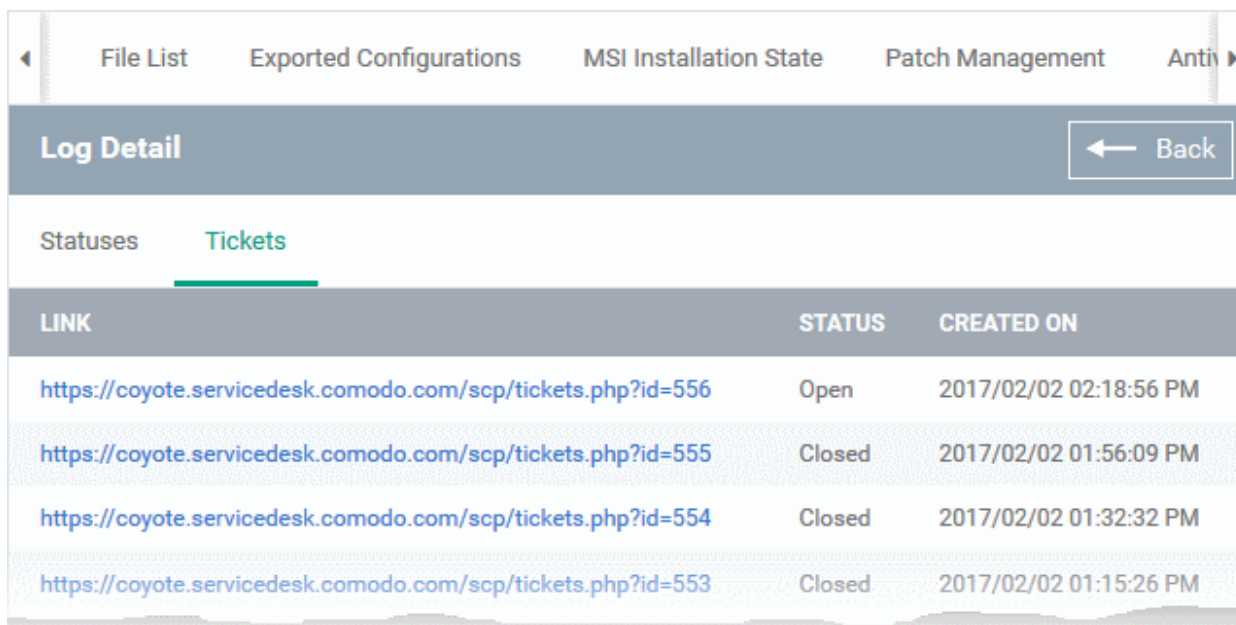 File List Exported Configurations MSI Installation State Patch Management Antiv
Log Detail Back
Statuses Tickets
LINK STATUS CREATED ON
https://coyote.servicedesk.comodo.com/scp/tickets.php?id=556 Open 2017/02/02 02:18:56 PM
https://coyote.servicedesk.comodo.com/scp/tickets.php?id=555 Closed 2017/02/02 01:56:09 PM
https://coyote.servicedesk.comodo.com/scp/tickets.php?id=554 Closed 2017/02/02 01:32:32 PM
https://coyote.servicedesk.comodo.com/scp/tickets.php?id=553 Closed 2017/02/02 01:15:26 PM